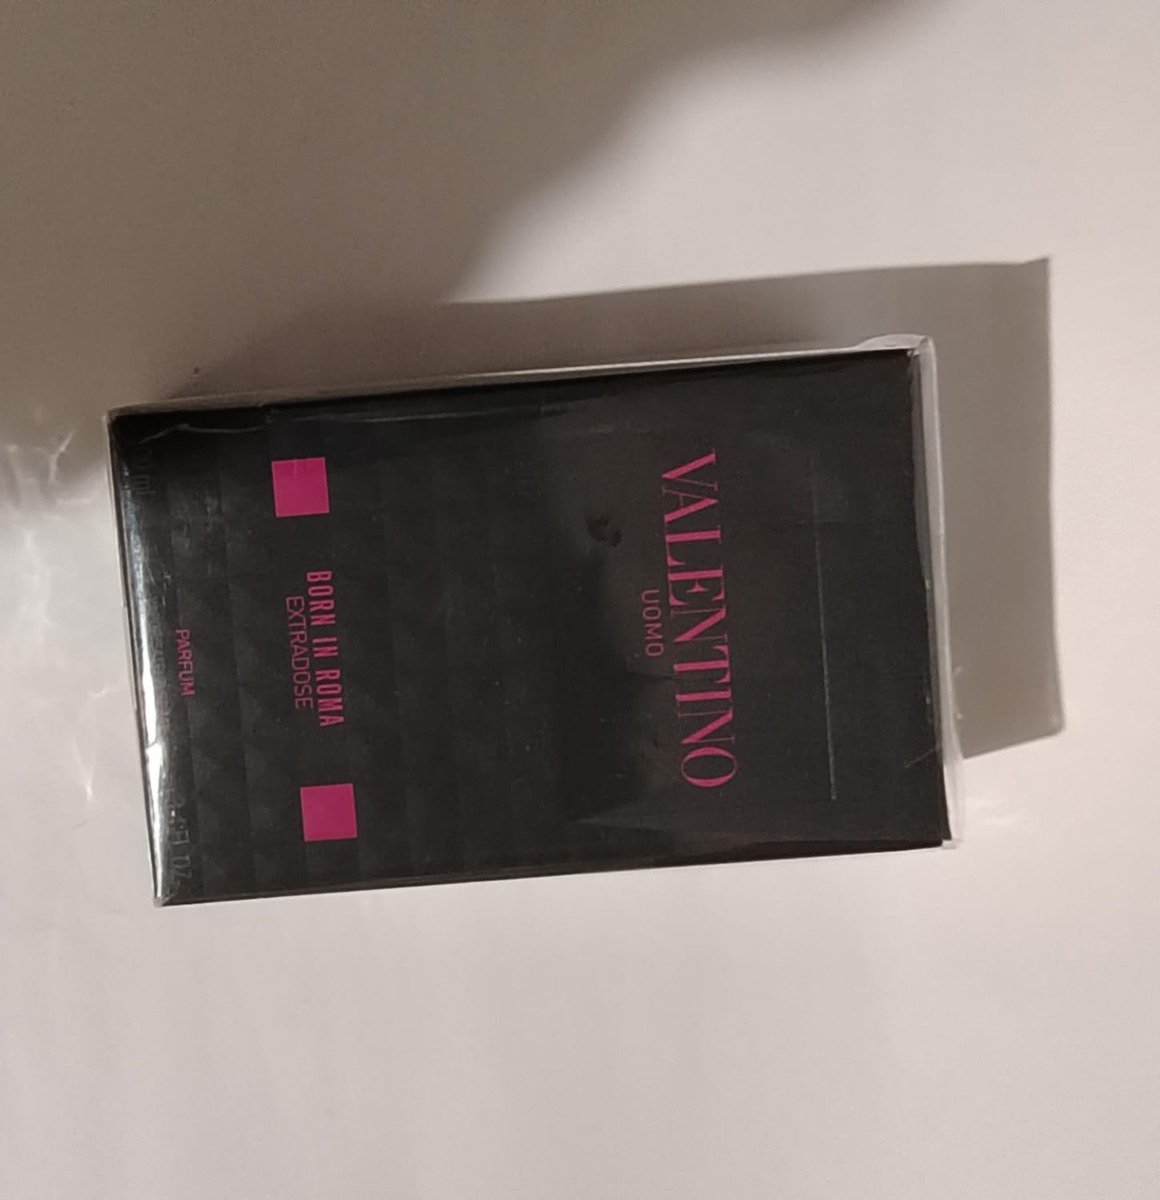 VALENTINO
UOMO
BORN IN ROMA
EXTRADOSE
PARFUM